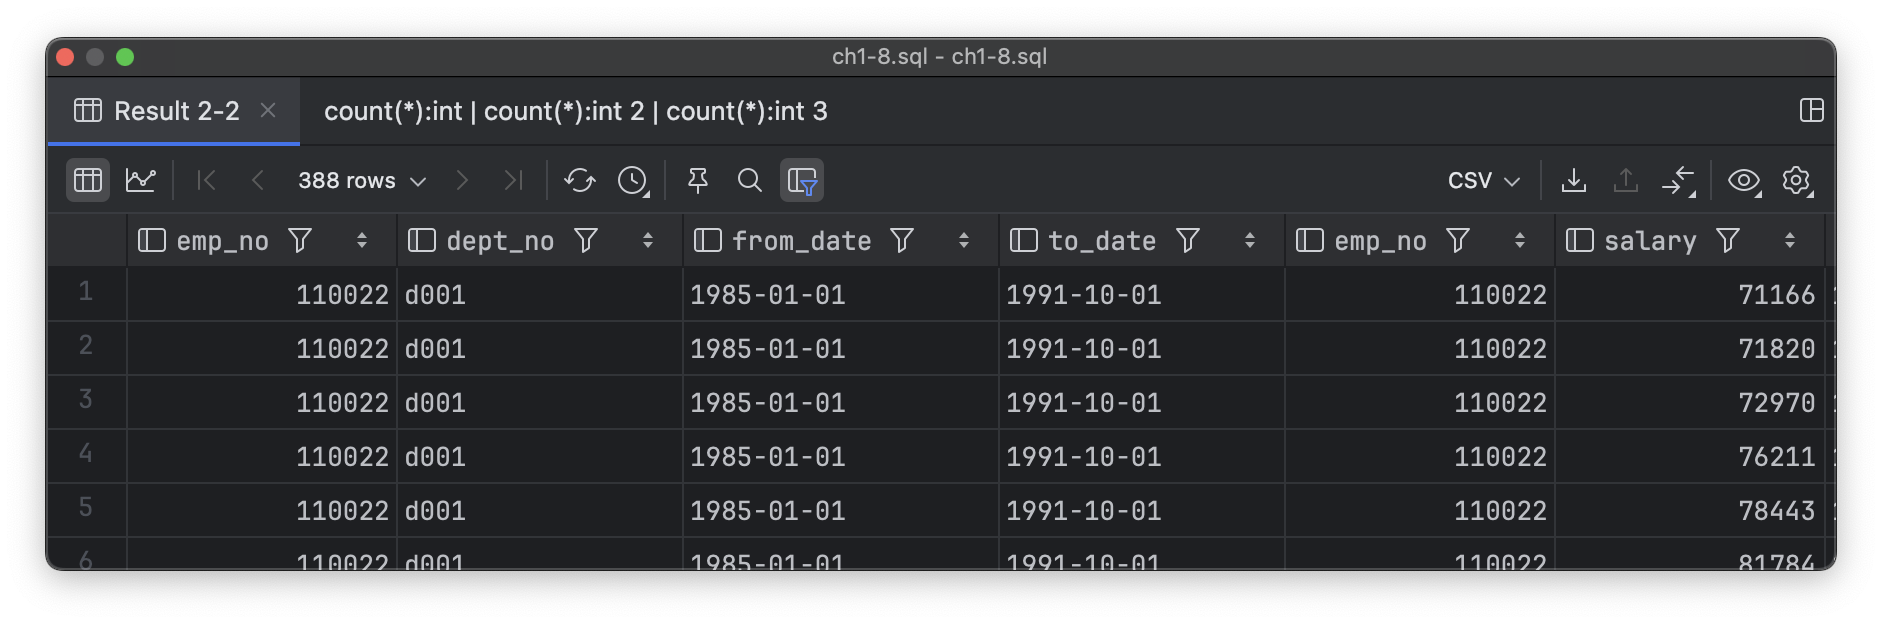 ch1-8.sql - ch1-8.sql
Result 2-2 count(*):int | count(*):int 2 | count(*):int 3
388 rows CSV
emp_no dept_no from_date to_date emp_no salary
1 110022 d001 1985-01-01 1991-10-01 110022 71166
2 110022 d001 1985-01-01 1991-10-01 110022 71820
3 110022 d001 1985-01-01 1991-10-01 110022 72970
4 110022 d001 1985-01-01 1991-10-01 110022 76211
5 110022 d001 1985-01-01 1991-10-01 110022 78443
6 110022 d001 1985-01-01 1991-10-01 110022 81784